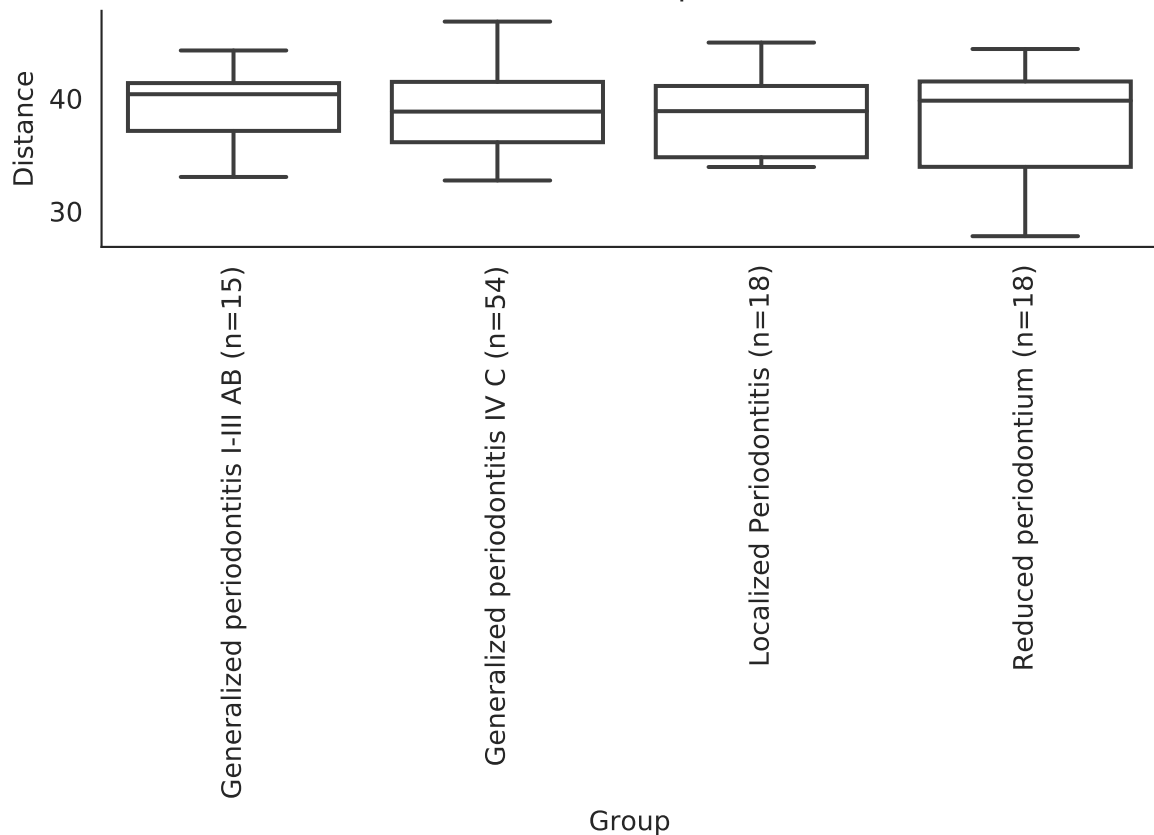 Distance
40
30
Generalized periodontitis I-III AB (n=15)
Generalized periodontitis IV C (n=54)
Localized Periodontitis (n=18)
Reduced periodontium (n=18)
Group